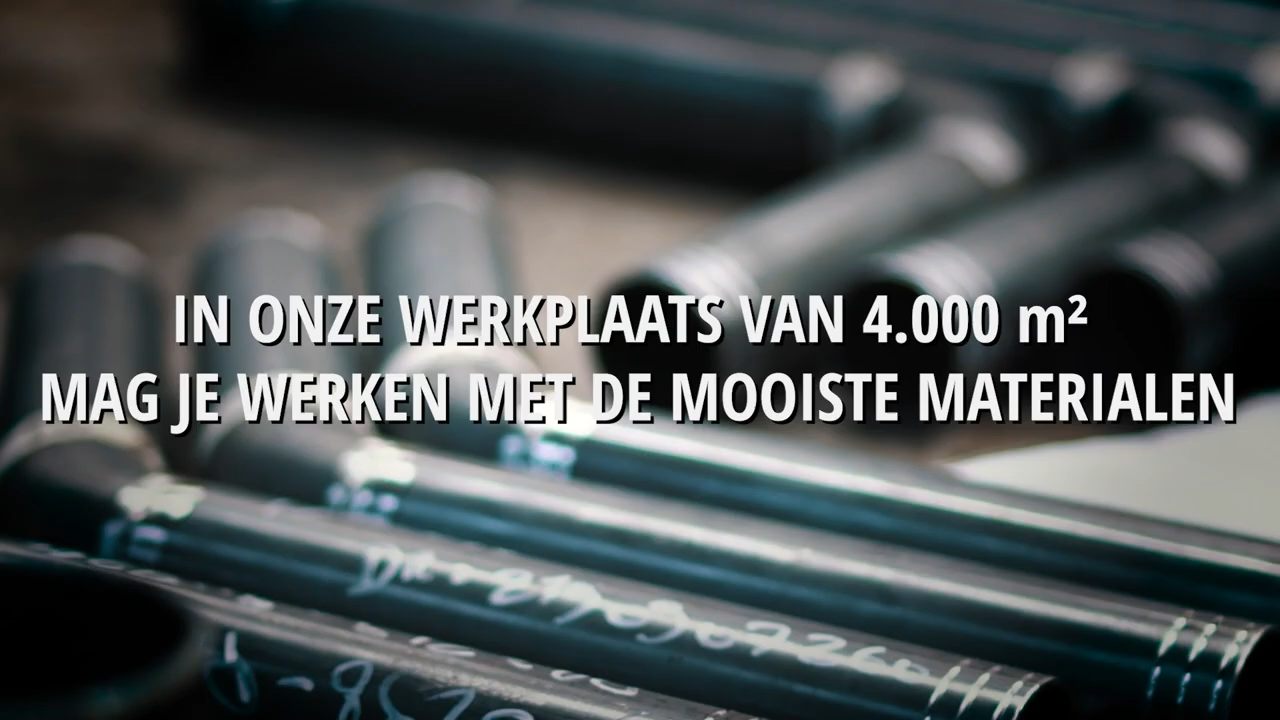 IN ONZE WERKPLAATS VAN 4.000 m²
MAG JE WERKEN MET DE MOOISTE MATERIALEN